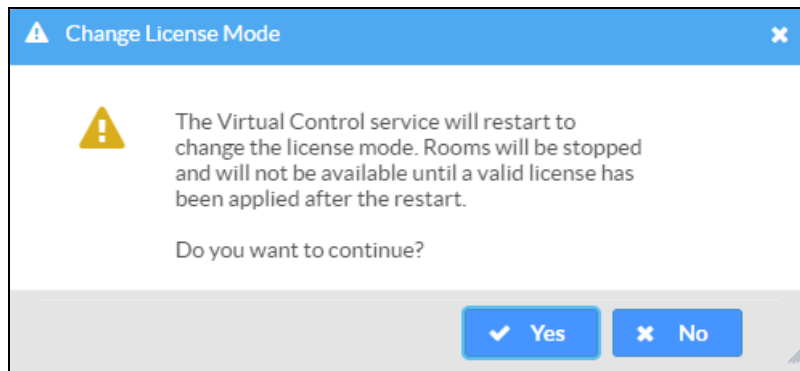 Change License Mode
The Virtual Control service will restart to
change the license mode. Rooms will be stopped
and will not be available until a valid license has
been applied after the restart.
Do you want to continue?
Yes
No